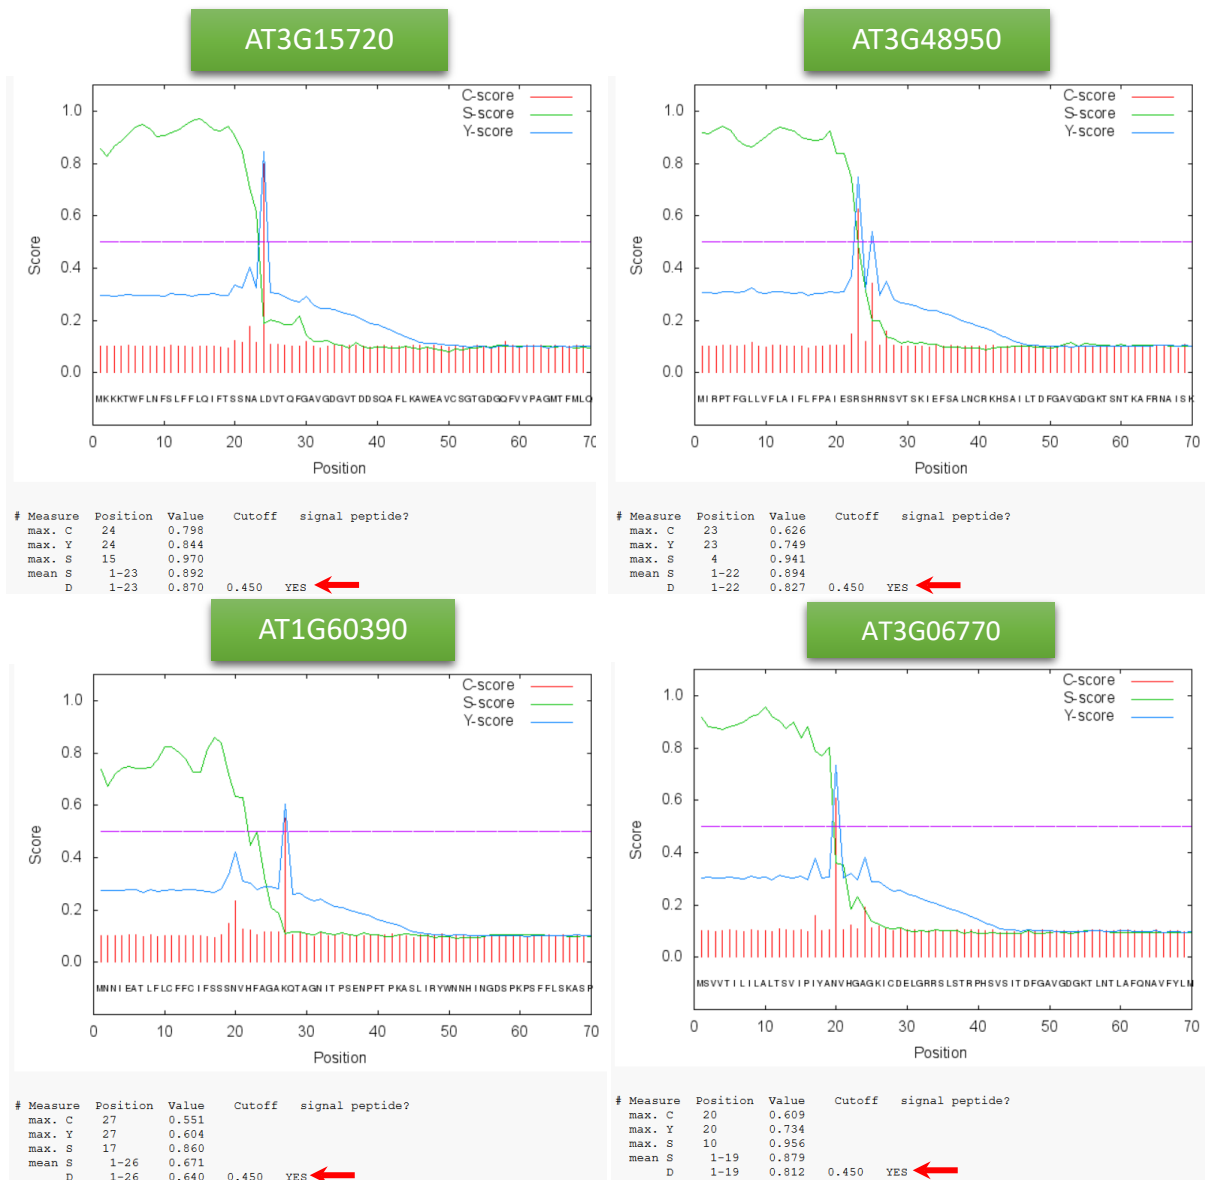 AT3G15720
C-score
S-score
Y-score
1.0
0.8
0.6
0.4
0.2
0.0
Score
MKKKTWFLNFSLFFLQIFTSSNALDVTQFGAVGDGVTDDSQAFLKAWEAVCSGTGDGQFVVPAGMTFMLQ
0 10 20 30 40 50 60 70
Position
# Measure Position Value Cutoff signal peptide?
max. C 24 0.798
max. Y 24 0.844
max. S 15 0.970
mean S 1-23 0.892
D 1-23 0.870 0.450 YES
AT3G48950
C-score
S-score
Y-score
1.0
0.8
0.6
0.4
0.2
0.0
Score
MIRPTFGLLVFLAIFLFPAIESRSHRNSVTSKIEFSALNCRKHSAILTDFGAVGDGKTSNTKAFRNAISK
0 10 20 30 40 50 60 70
Position
# Measure Position Value Cutoff signal peptide?
max. C 23 0.626
max. Y 23 0.749
max. S 4 0.941
mean S 1-22 0.894
D 1-22 0.827 0.450 YES
AT1G60390
C-score
S-score
Y-score
1.0
0.8
0.6
0.4
0.2
0.0
Score
MNNIEATLFLCFFCIFSSSNVHFAGAKQTAGNITPSENPFTPKASLIRYWNNHINGDSPKPSFFLSKASP
0 10 20 30 40 50 60 70
Position
# Measure Position Value Cutoff signal peptide?
max. C 27 0.551
max. Y 27 0.604
max. S 17 0.860
mean S 1-26 0.671
D 1-26 0.640 0.450 YES
AT3G06770
C-score
S-score
Y-score
1.0
0.8
0.6
0.4
0.2
0.0
Score
MSVVTILILALTSVIPIYANVHGAGKICDELGRRSLSTRPHSVSITDFGAVGDGKTLNTLAFQNAVFYLM
0 10 20 30 40 50 60 70
Position
# Measure Position Value Cutoff signal peptide?
max. C 20 0.609
max. Y 20 0.734
max. S 10 0.956
mean S 1-19 0.879
D 1-19 0.812 0.450 YES